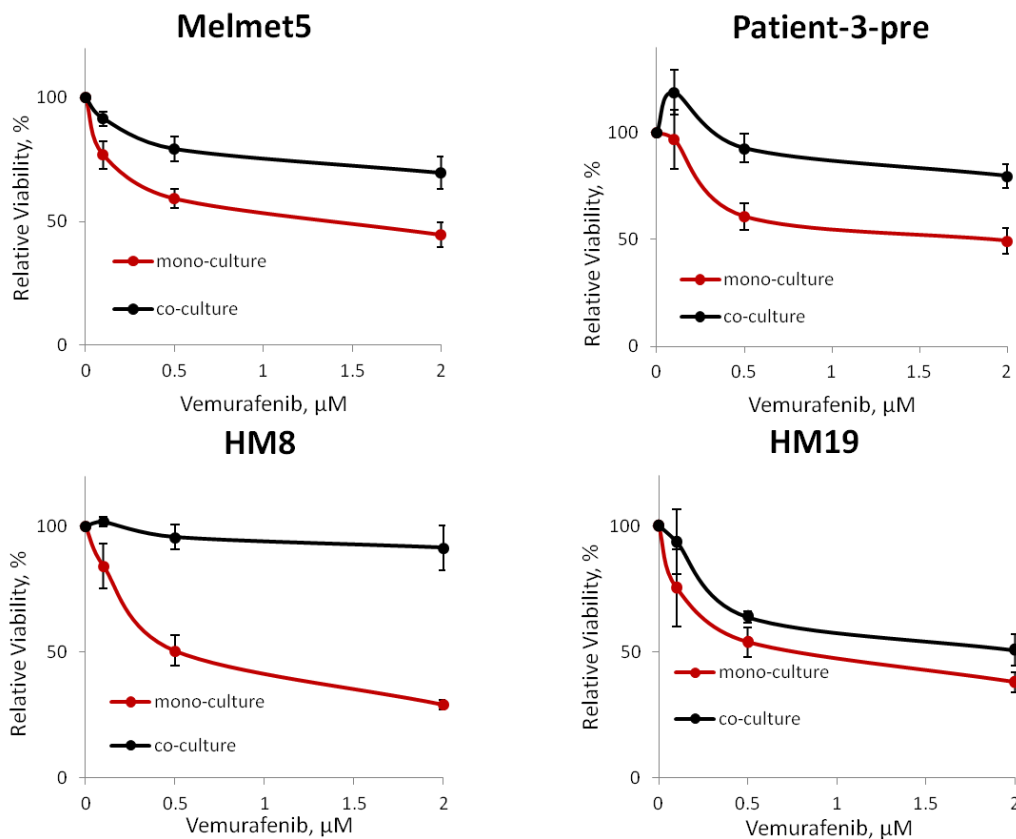 Melmet5
Relative Viability, %
100
50
0
mono-culture
co-culture
0 0.5 1 1.5 2
Vemurafenib, µM
Patient-3-pre
Relative Viability, %
100
50
0
mono-culture
co-culture
0 0.5 1 1.5 2
Vemurafenib, µM
HM8
Relative Viability, %
100
50
0
mono-culture
co-culture
0 0.5 1 1.5 2
Vemurafenib, µM
HM19
Relative Viability, %
100
50
0
mono-culture
co-culture
0 0.5 1 1.5 2
Vemurafenib, µM